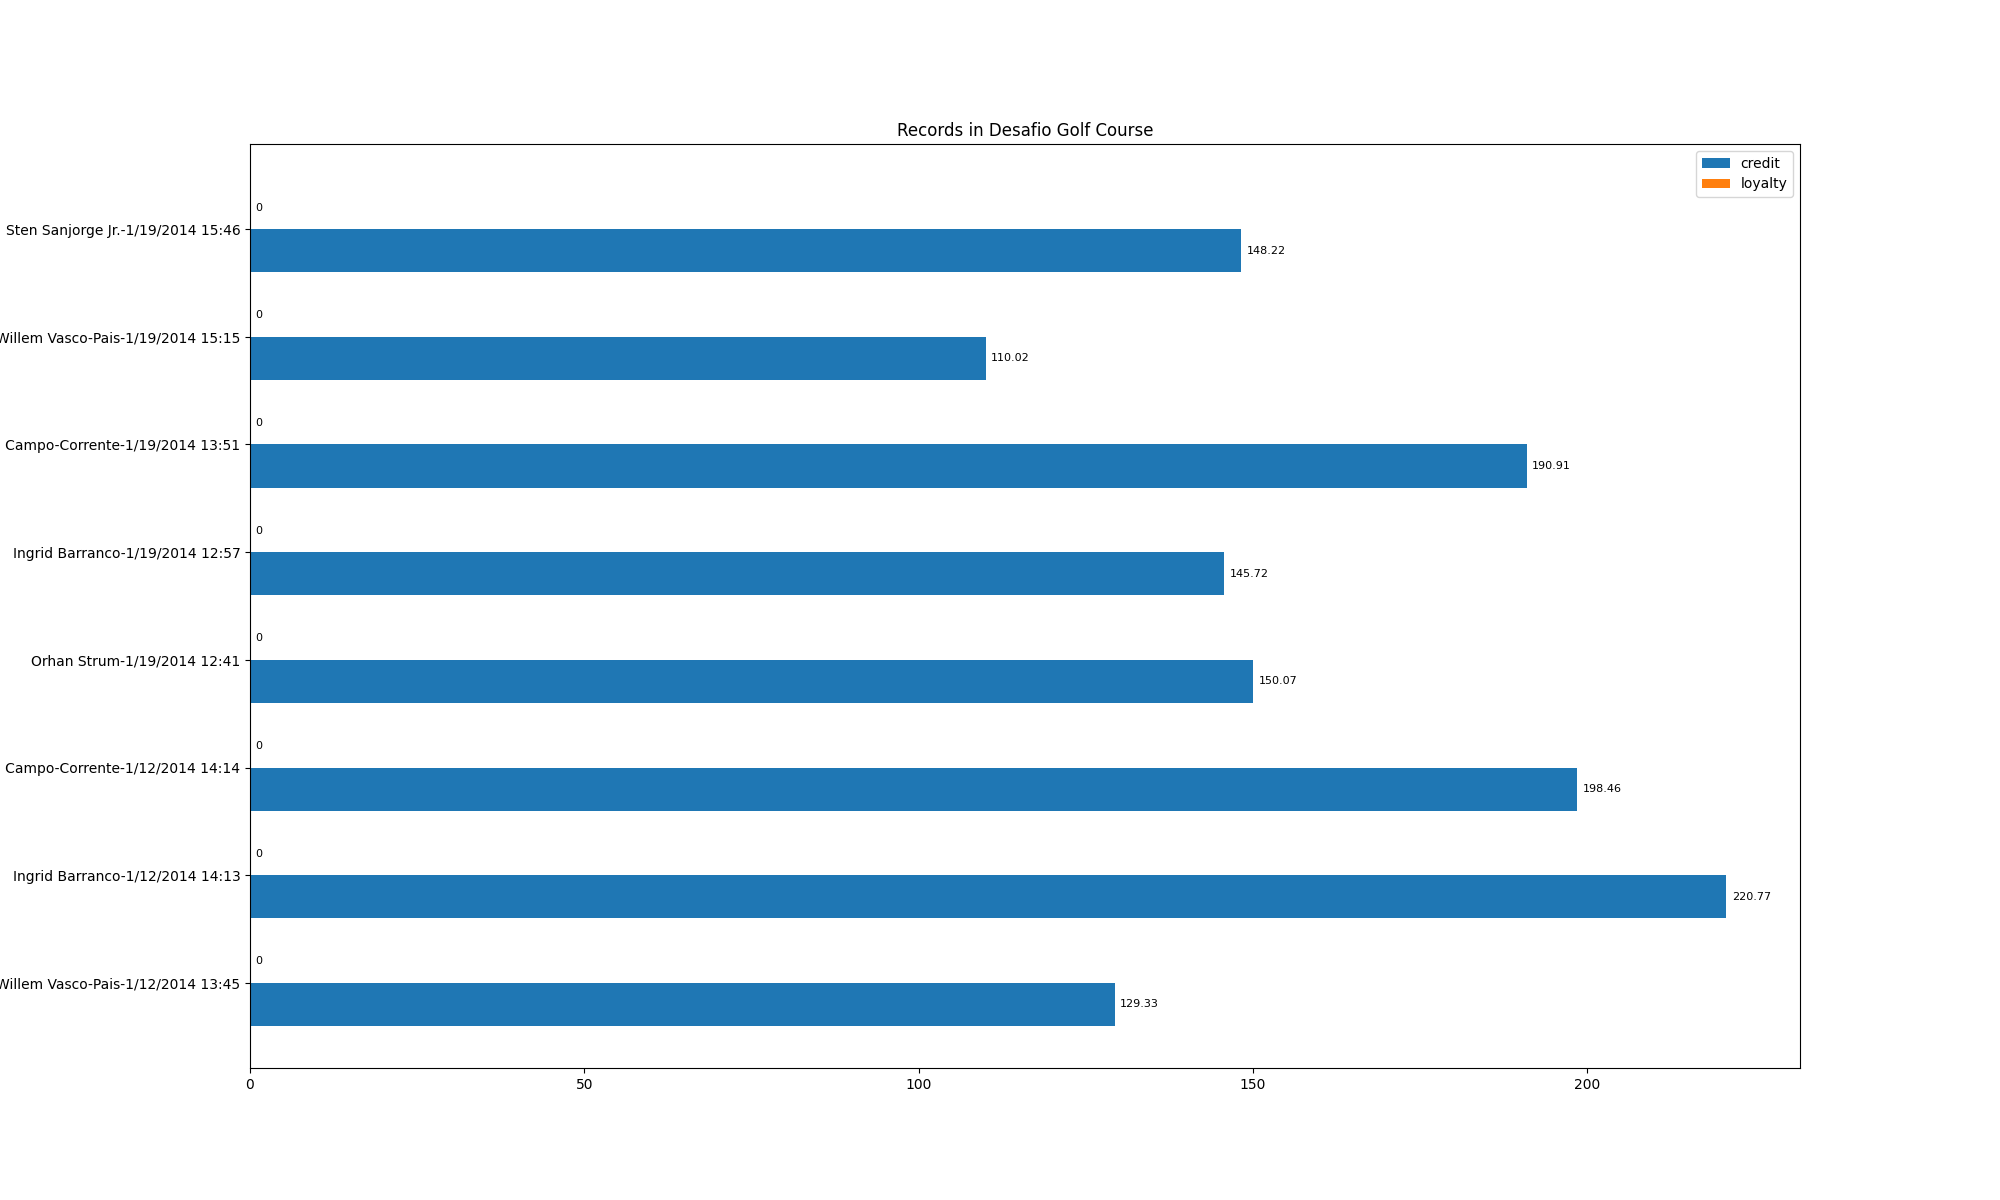 Records in Desafio Golf Course
credit
loyalty
0
Sten Sanjorge Jr.-1/19/2014 15:46
148.22
0
Willem Vasco-Pais-1/19/2014 15:15
110.02
0
Campo-Corrente-1/19/2014 13:51
190.91
0
Ingrid Barranco-1/19/2014 12:57
145.72
0
Orhan Strum-1/19/2014 12:41
150.07
0
Campo-Corrente-1/12/2014 14:14
198.46
0
Ingrid Barranco-1/12/2014 14:13
220.77
0
Willem Vasco-Pais-1/12/2014 13:45
129.33
0 50 100 150 200